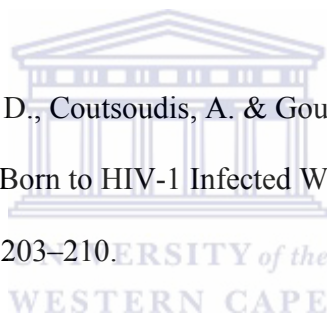 D., Coutsoudis, A. & Gou
Born to HIV-1 Infected W
203–210.
UNIVERSITY of the
WESTERN CAPE